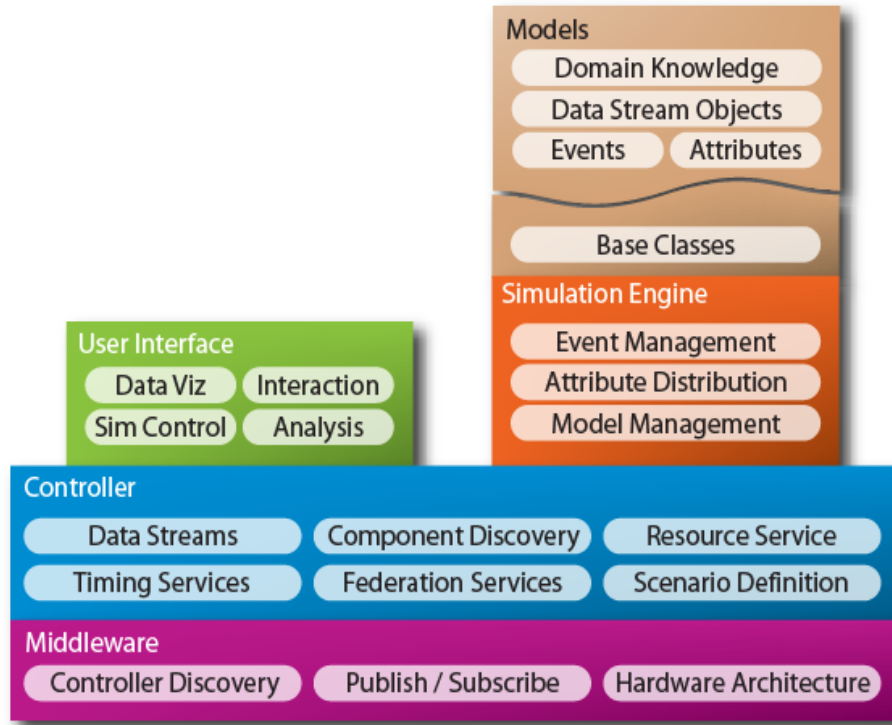 Models
Domain Knowledge
Data Stream Objects
Events Attributes
Base Classes
Simulation Engine
Event Management
Attribute Distribution
Model Management
User Interface
Data Viz Interaction
Sim Control Analysis
Controller
Data Streams Component Discovery Resource Service
Timing Services Federation Services Scenario Definition
Middleware
Controller Discovery Publish / Subscribe Hardware Architecture